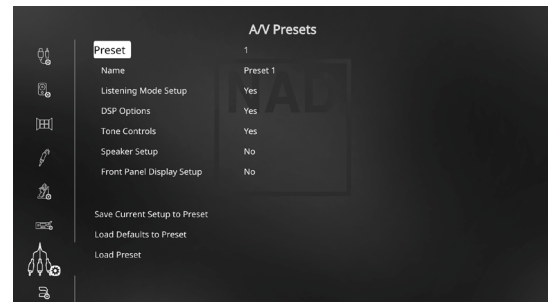 A/V Presets
Preset 1
Name Preset 1
Listening Mode Setup Yes
DSP Options Yes
Tone Controls Yes
Speaker Setup No
Front Panel Display Setup No
Save Current Setup to Preset
Load Defaults to Preset
Load Preset
NAD